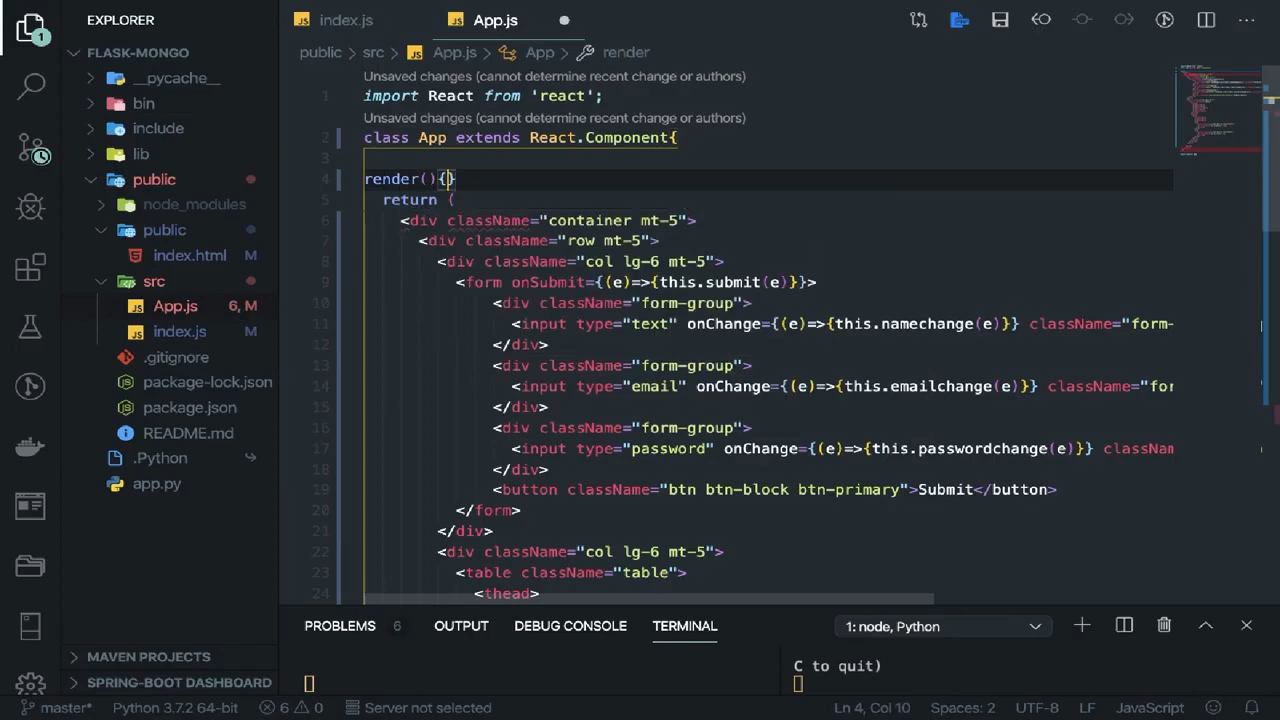 EXPLORER
FLASK-MONGO
__pycache__
bin
include
lib
public
node_modules
public
index.html M
src
App.js 6, M
index.js M
.gitignore
package-lock.json
package.json
README.md
.Python
app.py
MAVEN PROJECTS
SPRING-BOOT DASHBOARD
1
JS index.js
JS App.js
public > src > JS App.js > App > render
Unsaved changes (cannot determine recent change or authors)
1 import React from 'react';
Unsaved changes (cannot determine recent change or authors)
2 class App extends React.Component{
3
4 render(){}
5 return (
6 <div className="container mt-5">
7 <div className="row mt-5">
8 <div className="col lg-6 mt-5">
9 <form onSubmit={(e)=>{this.submit(e)}}>
10 <div className="form-group">
11 <input type="text" onChange={(e)=>{this.namechange(e)}} className="form-
12 </div>
13 <div className="form-group">
14 <input type="email" onChange={(e)=>{this.emailchange(e)}} className="for
15 </div>
16 <div className="form-group">
17 <input type="password" onChange={(e)=>{this.passwordchange(e)}} classNam
18 </div>
19 <button className="btn btn-block btn-primary">Submit</button>
20 </form>
21 </div>
22 <div className="col lg-6 mt-5">
23 <table className="table">
24 <thead>
PROBLEMS 6 OUTPUT DEBUG CONSOLE TERMINAL 1: node, Python
C to quit)
master* Python 3.7.2 64-bit 6 0 Server not selected Ln 4, Col 10 Spaces: 2 UTF-8 LF JavaScript